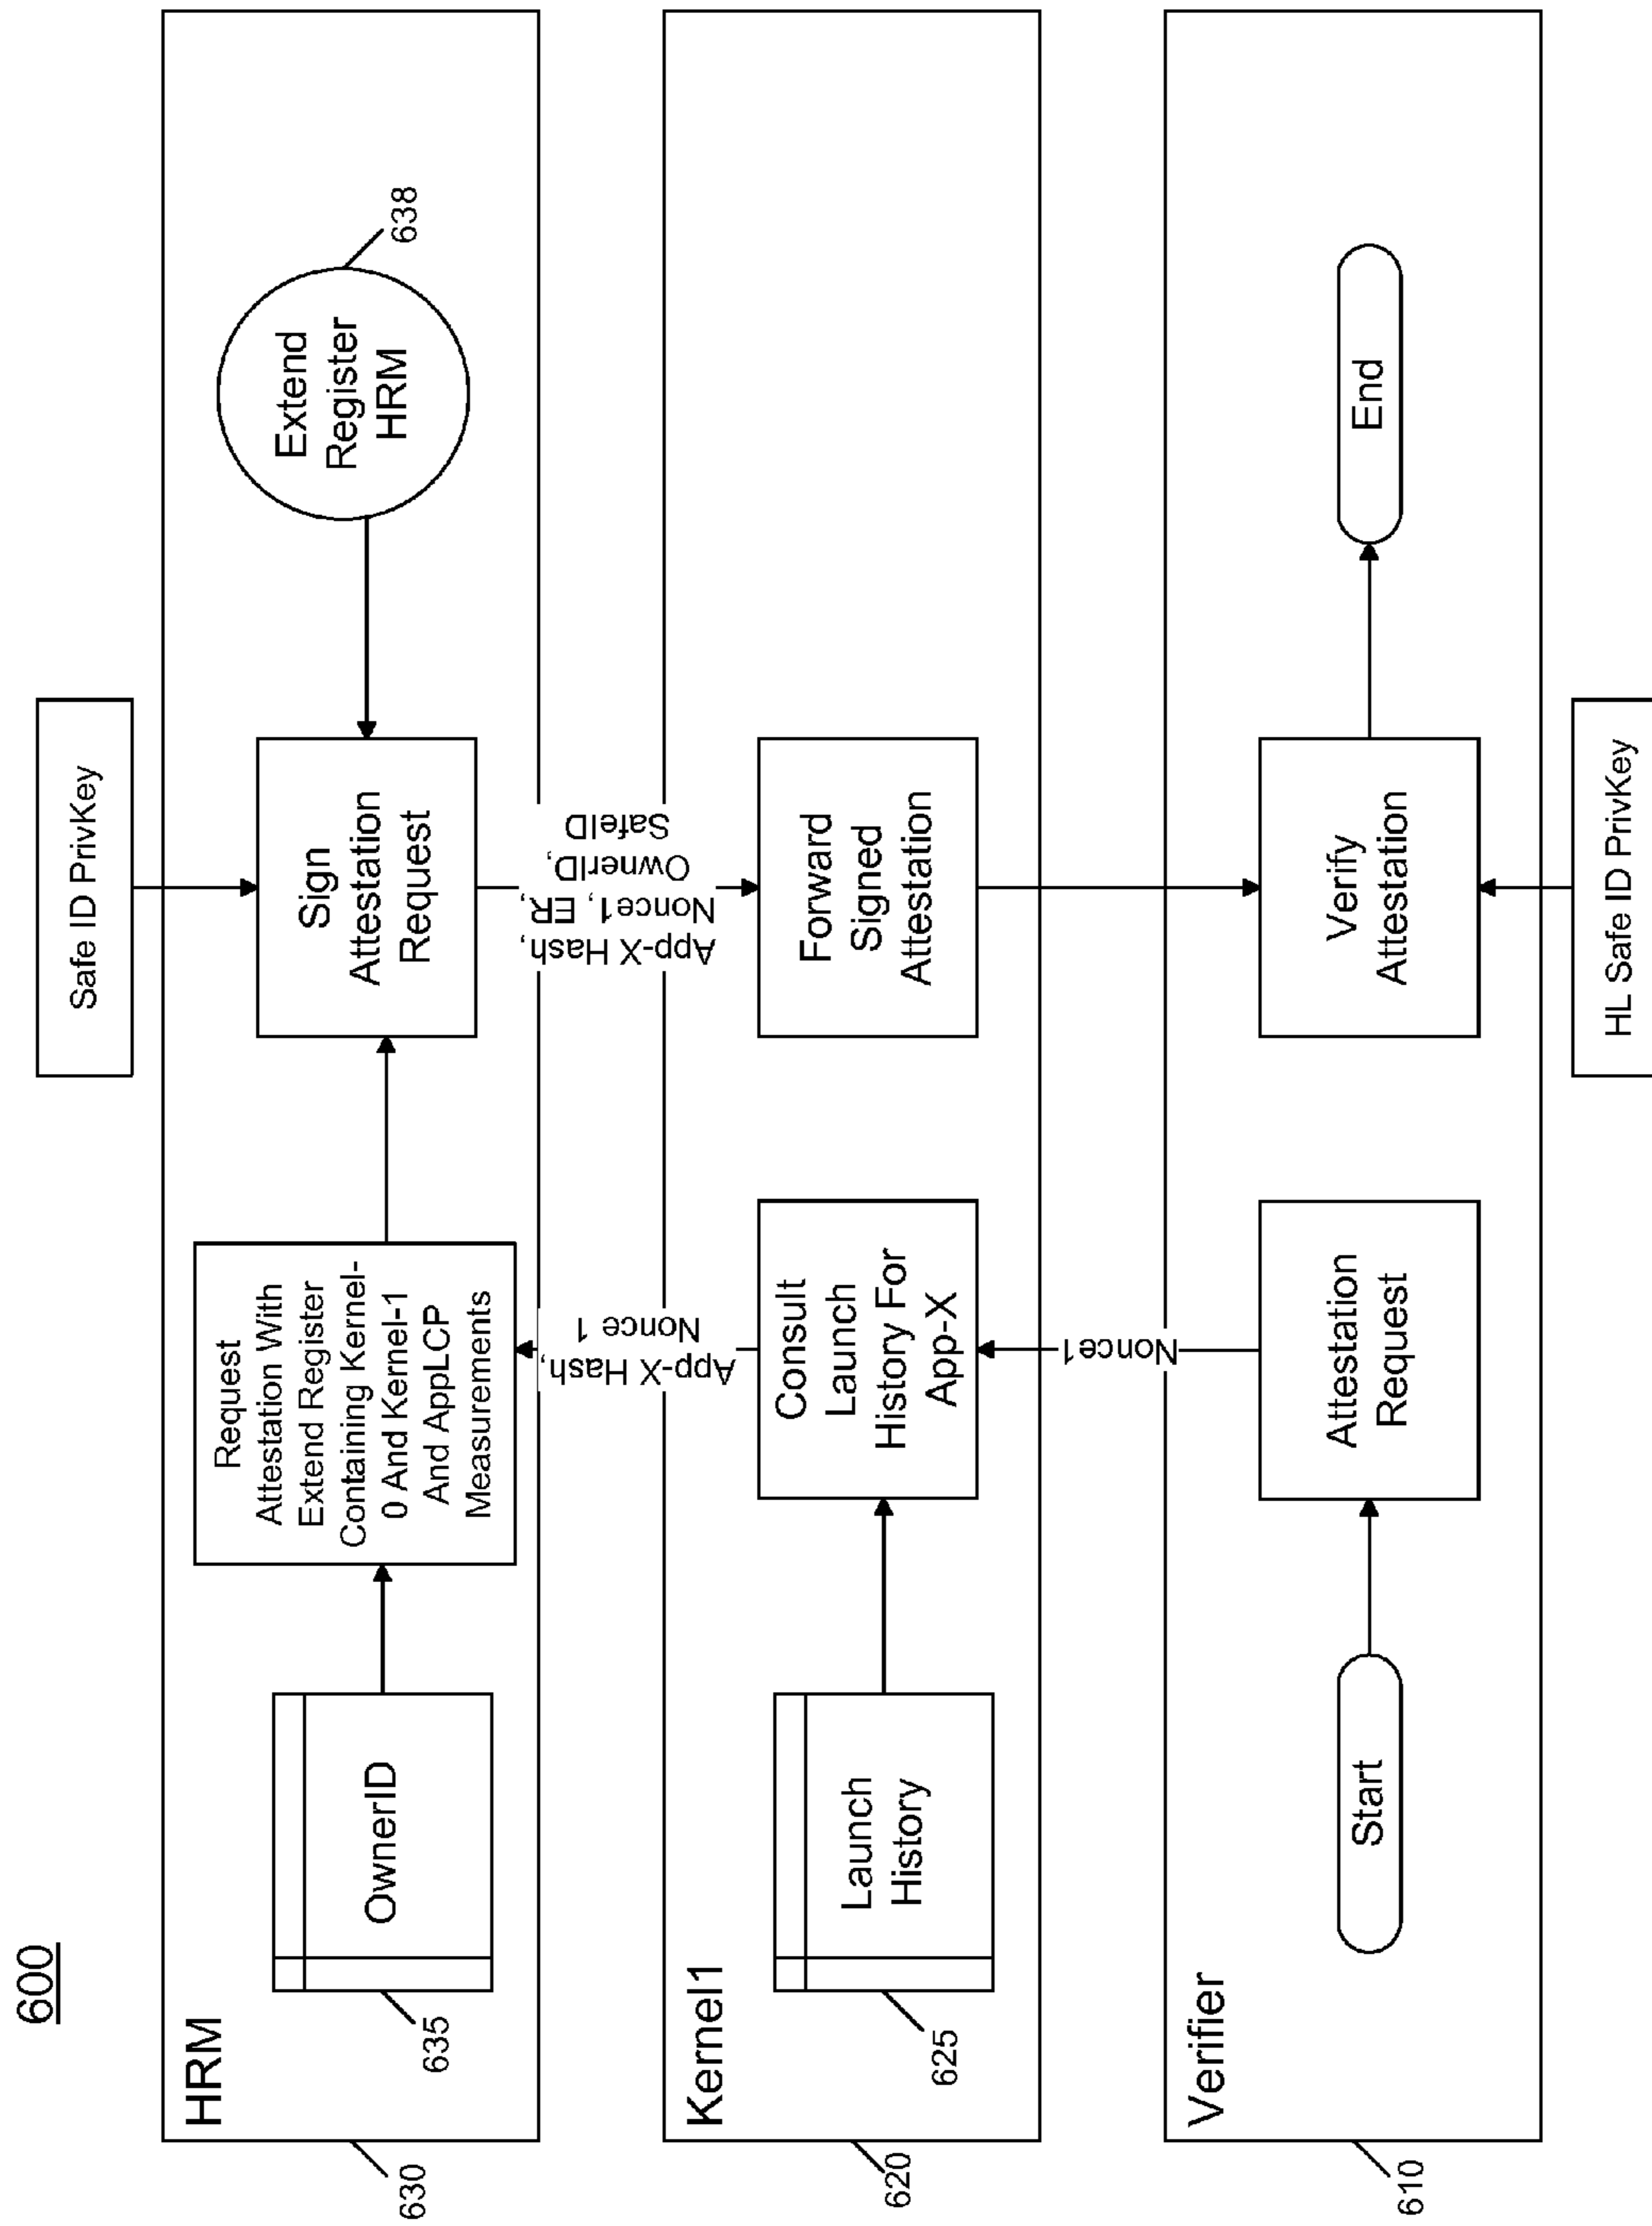 600
HRM
630
OwnerID
635
Request
Attestation With
Extend Register
Containing Kernel-
0 And Kernel-1
And AppLCP
Measurements
Safe ID PrivKey
Sign
Attestation
Request
Extend
Register
HRM
638
App-X Hash,
Nonce 1
App-X Hash,
Nonce1, ER,
OwnerID,
SafeID
Kernel1
620
Launch
History
625
Consult
Launch
History For
App-X
Forward
Signed
Attestation
Nonce1
Verifier
610
Start
Attestation
Request
Verify
Attestation
End
HL Safe ID PrivKey